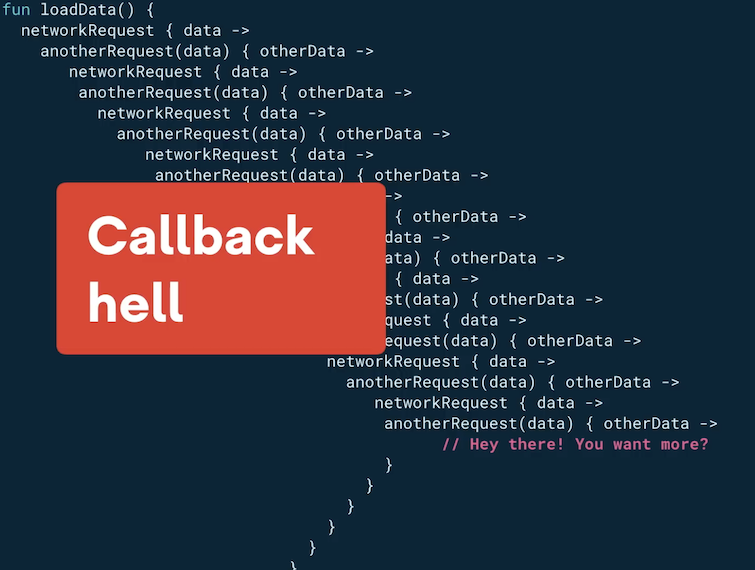 fun loadData() {
networkRequest { data ->
anotherRequest(data) { otherData ->
networkRequest { data ->
anotherRequest(data) { otherData ->
networkRequest { data ->
anotherRequest(data) { otherData ->
networkRequest { data ->
anotherRequest(data) { otherData ->
->
{ otherData ->
data ->
ata) { otherData ->
{ data ->
st(data) { otherData ->
quest { data ->
equest(data) { otherData ->
Callback
hell
networkRequest { data ->
anotherRequest(data) { otherData ->
networkRequest { data ->
anotherRequest(data) { otherData ->
// Hey there! You want more?
}
}
}
}
}
}